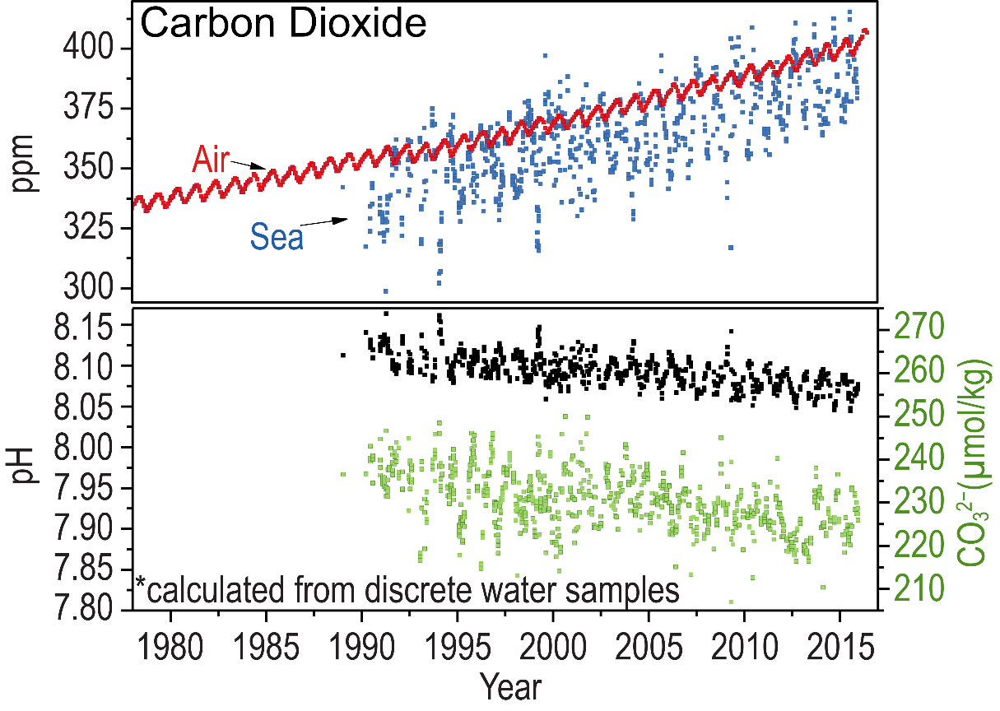 Carbon Dioxide
400
375
350
325
300
ppm
Air
Sea
8.15
8.10
8.05
8.00
7.95
7.90
7.85
7.80
pH
270
260
250
240
230
220
210
CO₃²⁻ (μmol/kg)
*calculated from discrete water samples
1980 1985 1990 1995 2000 2005 2010 2015
Year